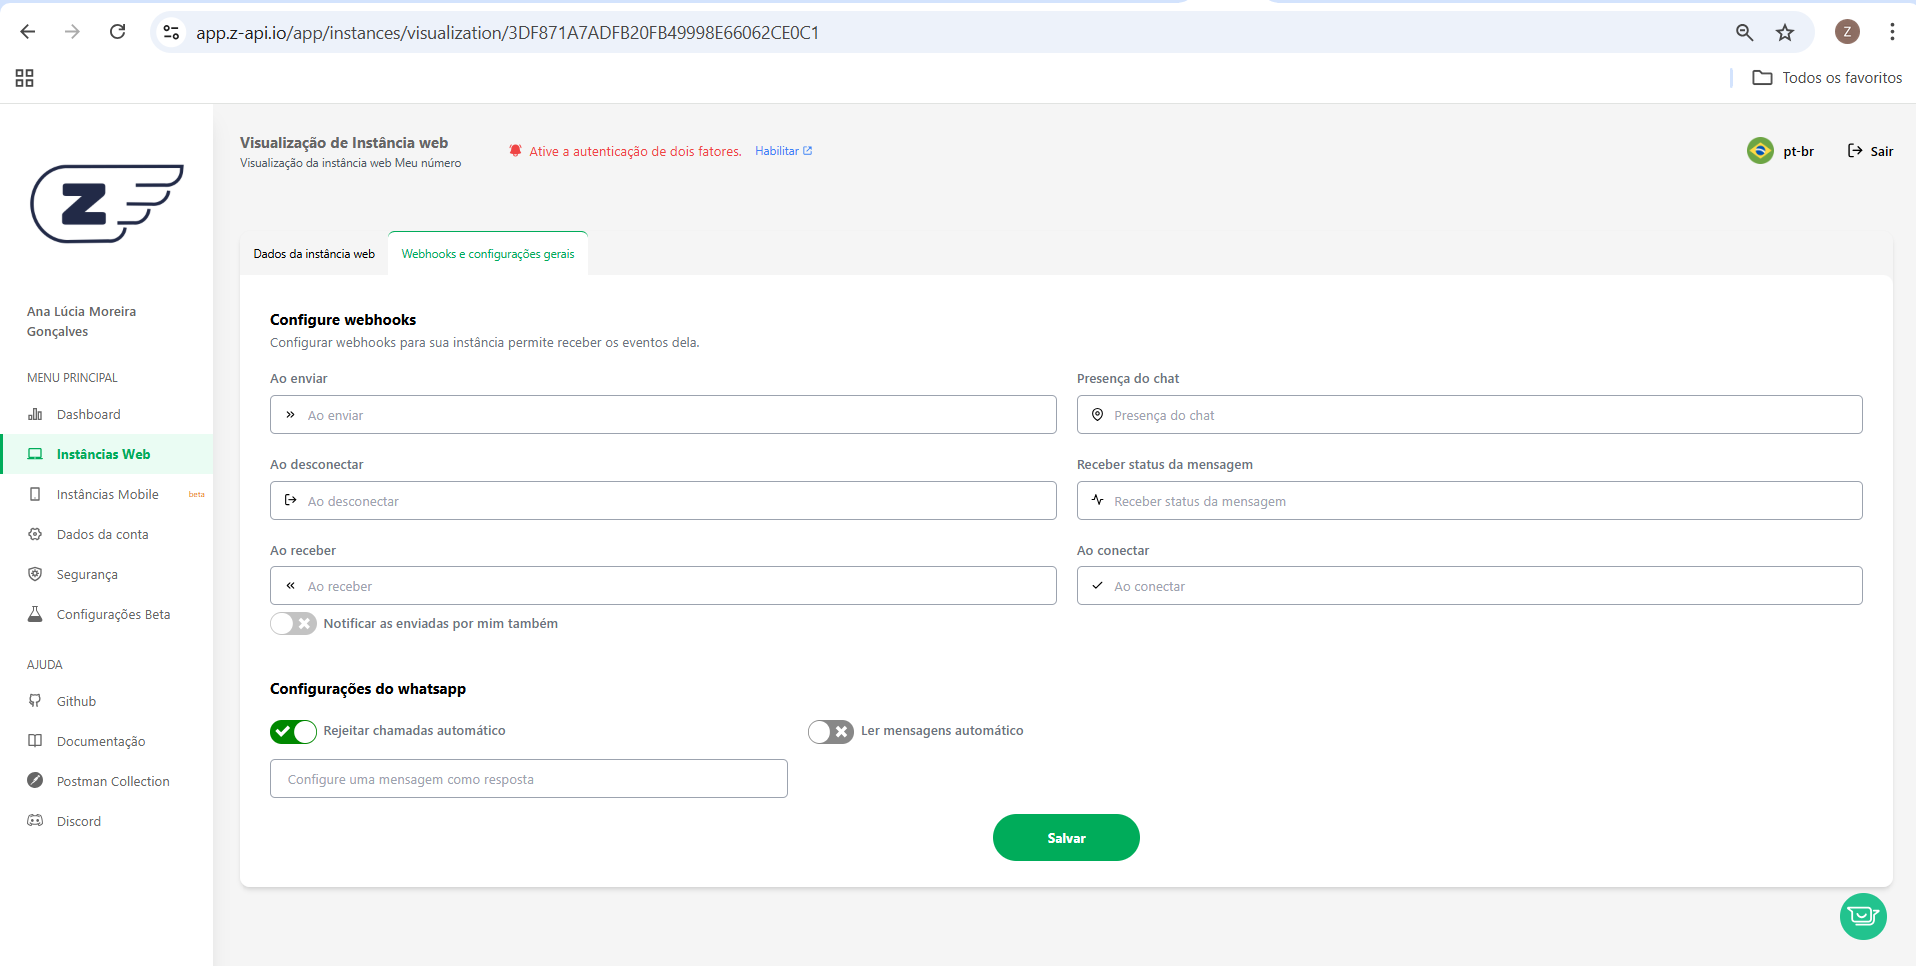 app.z-api.io/app/instances/visualization/3DF871A7ADFB20FB49998E66062CE0C1
Z
Todos os favoritos
Z
Ana Lúcia Moreira
Gonçalves
MENU PRINCIPAL
Dashboard
Instâncias Web
Instâncias Mobile
beta
Dados da conta
Segurança
Configurações Beta
AJUDA
Github
Documentação
Postman Collection
Discord
Visualização de Instância web
Visualização da instância web Meu número
Ative a autenticação de dois fatores.
Habilitar
pt-br
Sair
Dados da instância web
Webhooks e configurações gerais
Configure webhooks
Configurar webhooks para sua instância permite receber os eventos dela.
Ao enviar
Ao enviar
Presença do chat
Presença do chat
Ao desconectar
Ao desconectar
Receber status da mensagem
Receber status da mensagem
Ao receber
Ao receber
Ao conectar
Ao conectar
Notificar as enviadas por mim também
Configurações do whatsapp
Rejeitar chamadas automático
Ler mensagens automático
Configure uma mensagem como resposta
Salvar